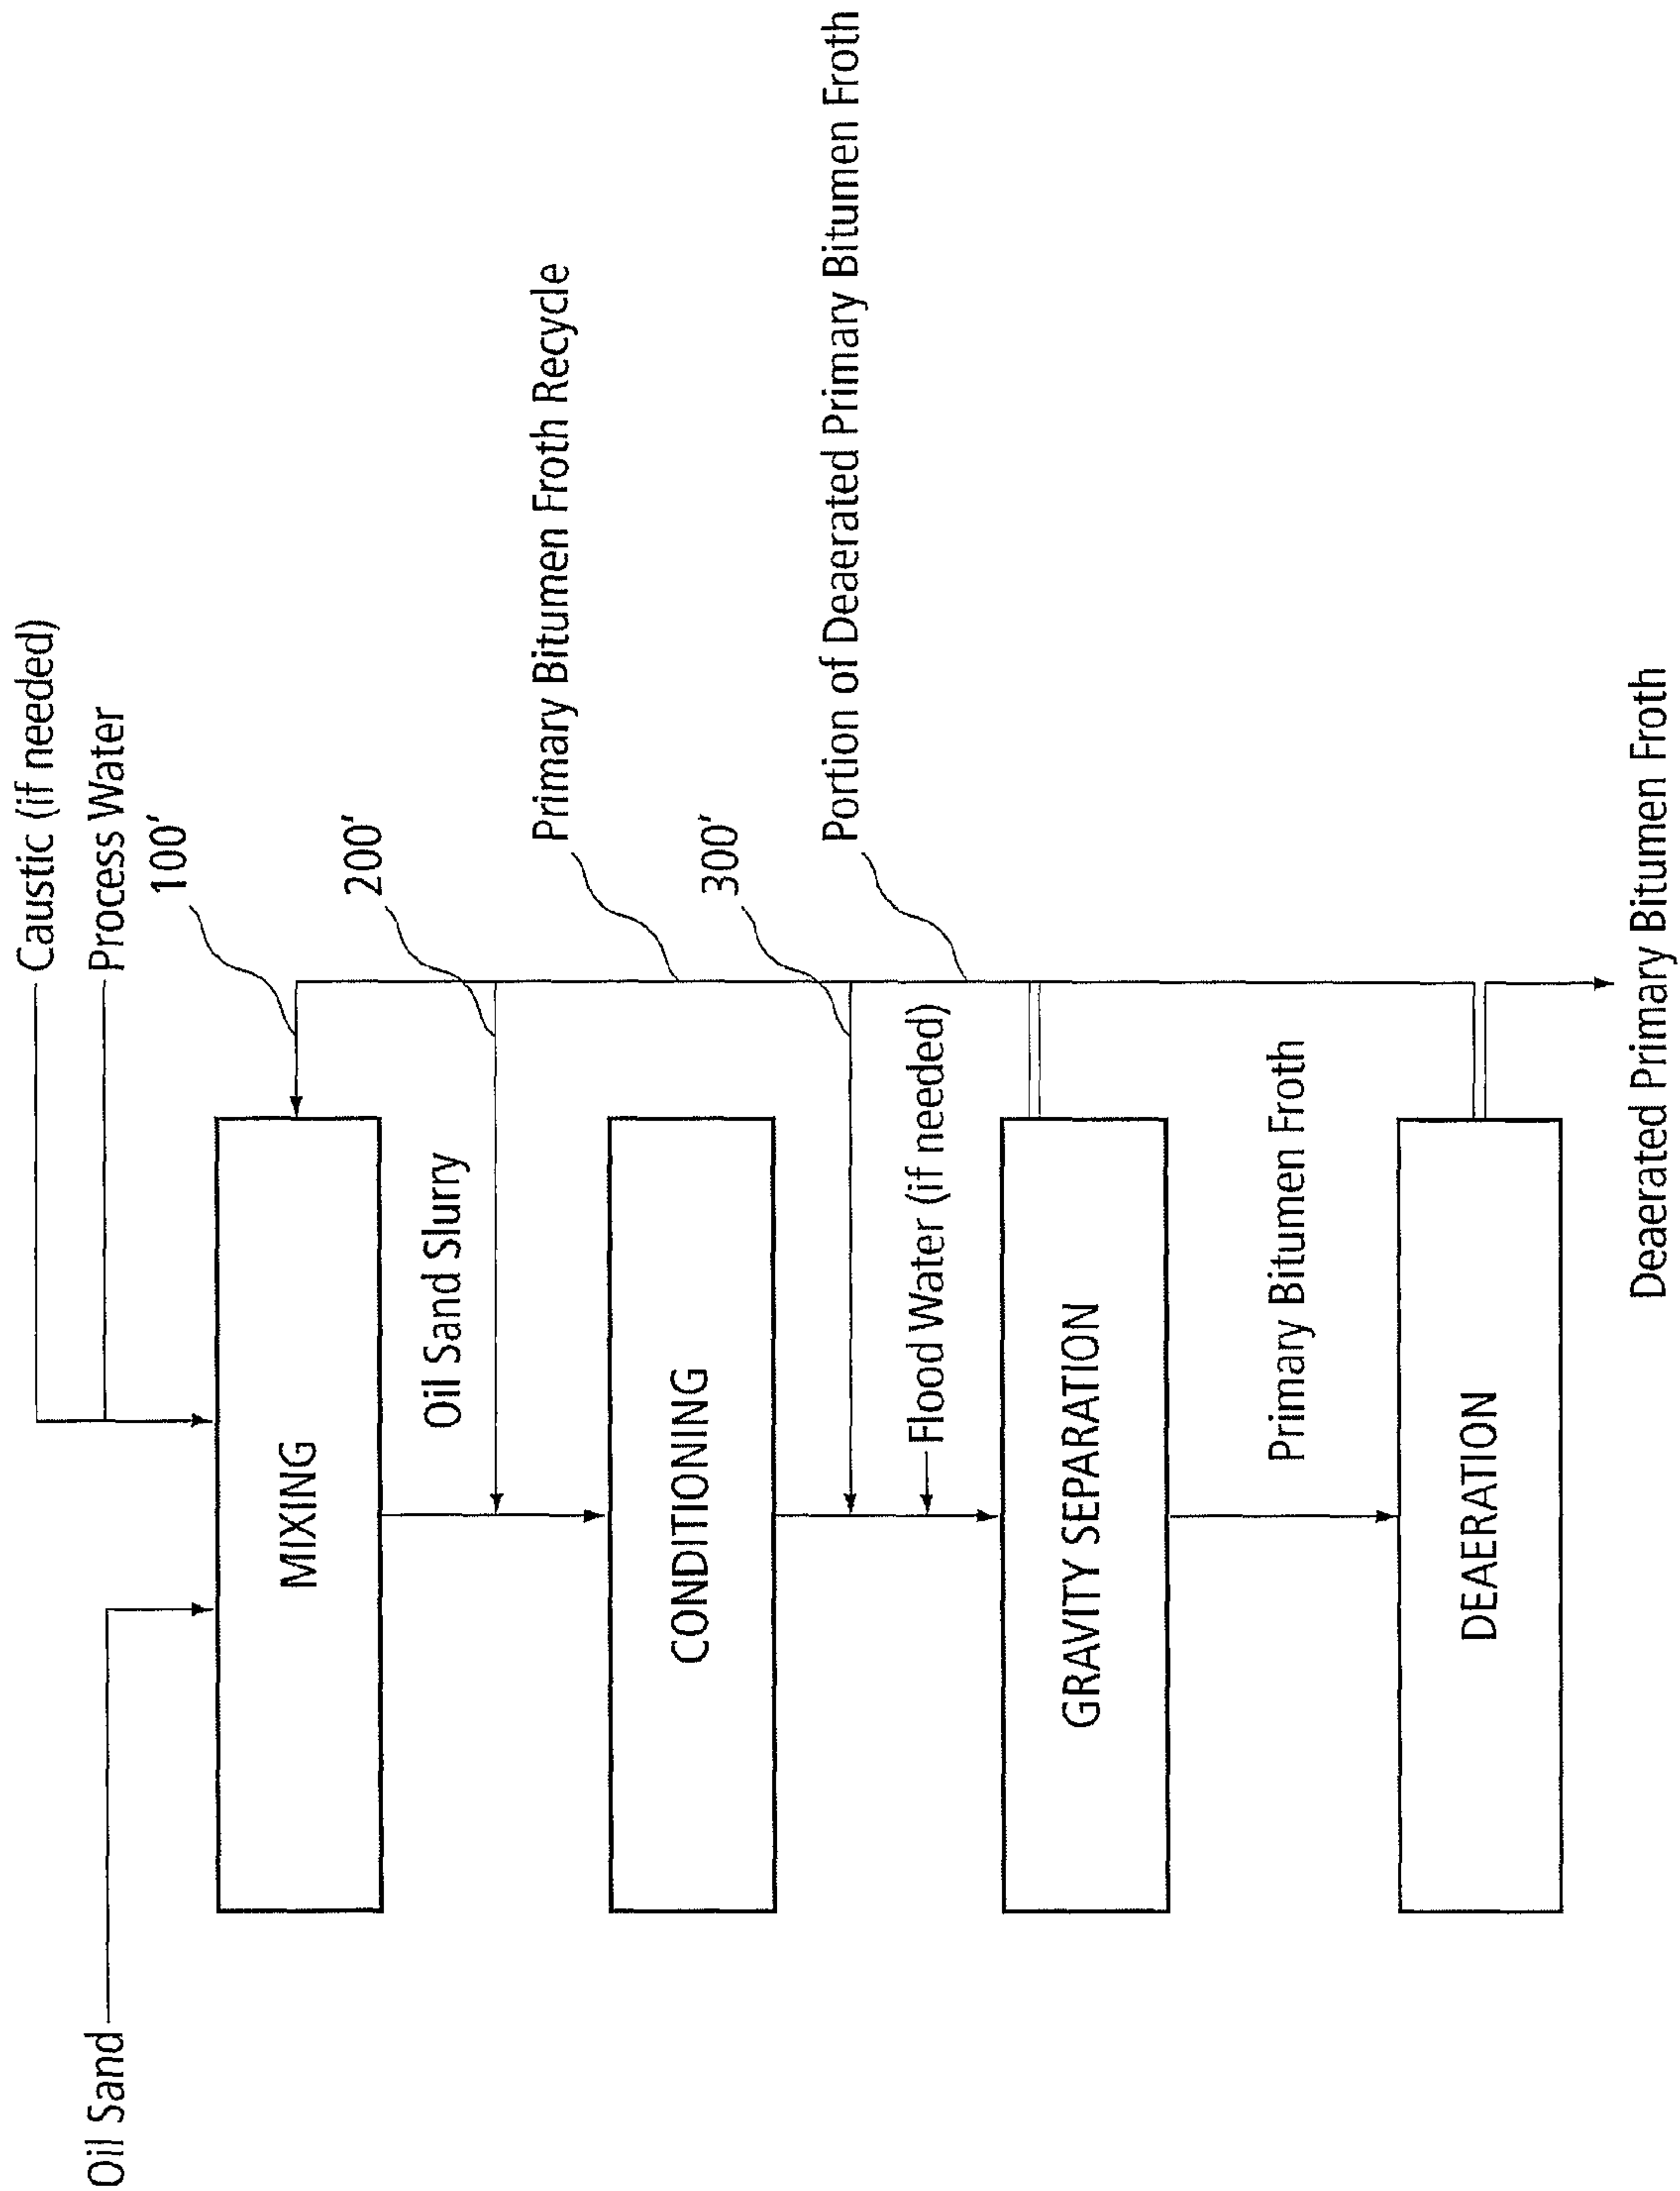 Oil Sand
Caustic (if needed)
Process Water
100'
MIXING
Oil Sand Slurry
200'
CONDITIONING
Primary Bitumen Froth Recycle
300'
Flood Water (if needed)
Portion of Deaerated Primary Bitumen Froth
GRAVITY SEPARATION
Primary Bitumen Froth
DEAERATION
Deaerated Primary Bitumen Froth